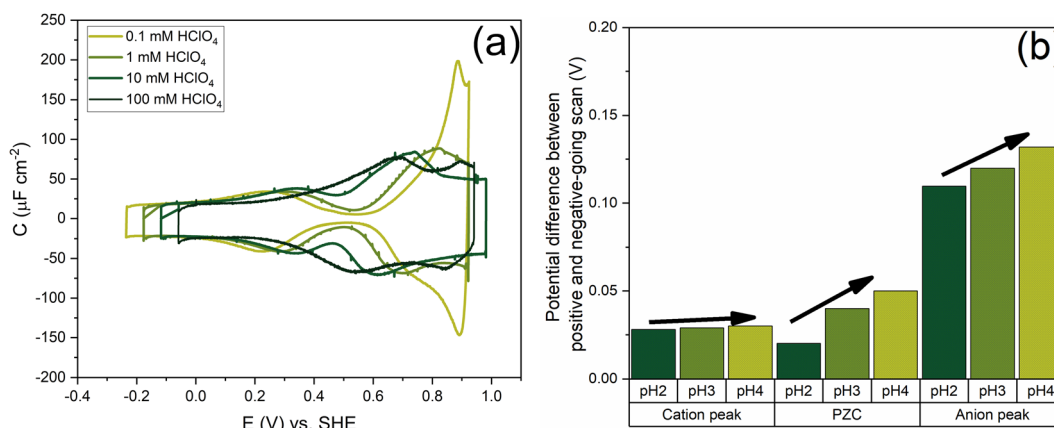 (a)
0.1 mM HClO₄
1 mM HClO₄
10 mM HClO₄
100 mM HClO₄
C (μF cm⁻²)
250
200
150
100
50
0
-50
-100
-150
-200
-0.4
-0.2
0.0
0.2
0.4
0.6
0.8
1.0
E (V) vs. SHE
(b)
Potential difference between
positive and negative-going scan (V)
0.20
0.15
0.10
0.05
0.00
pH2 pH3 pH4 pH2 pH3 pH4 pH2 pH3 pH4
Cation peak PZC Anion peak